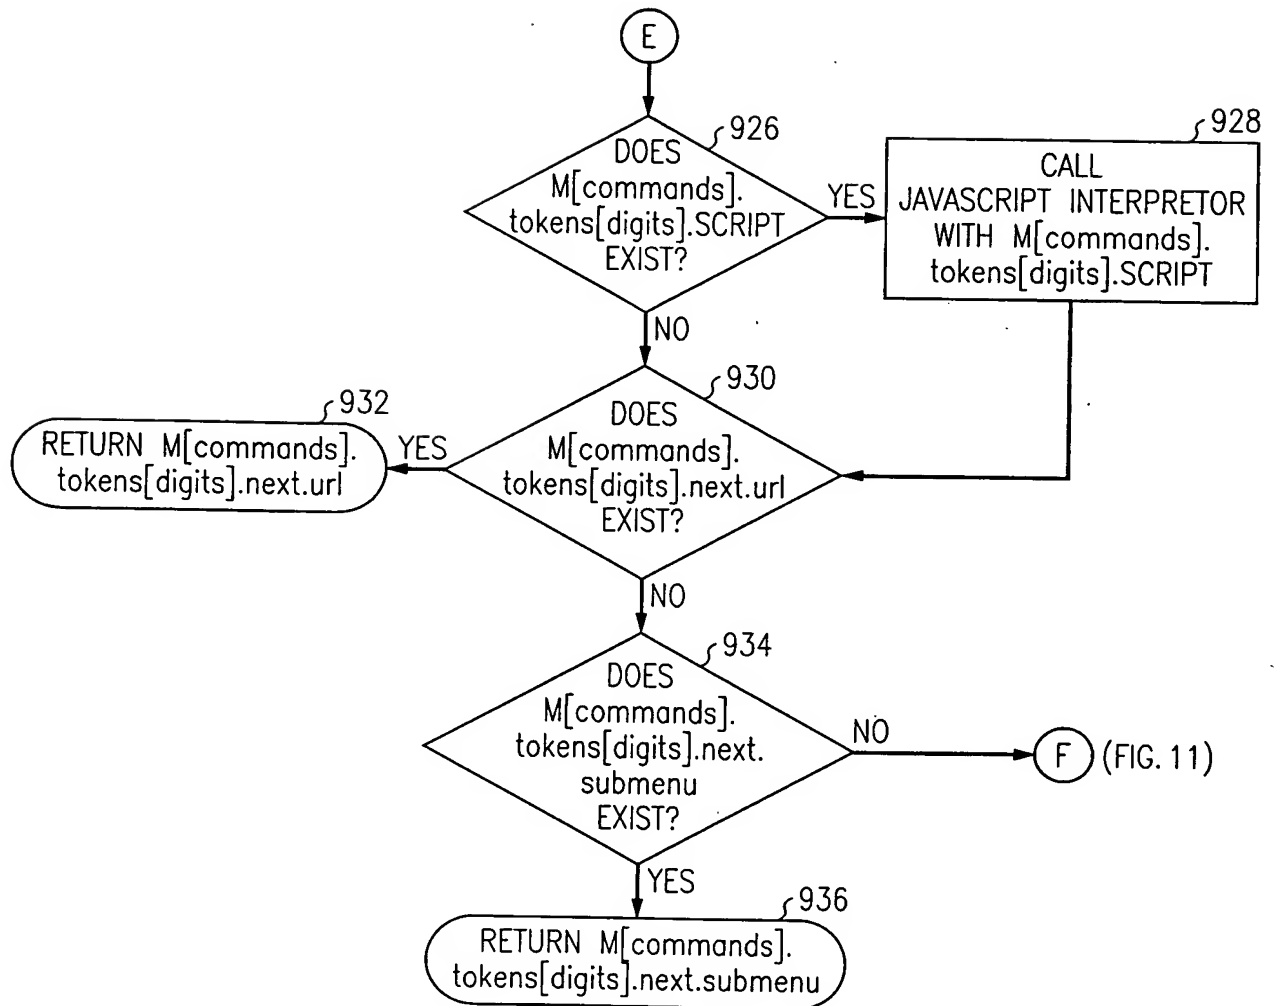 E
926
DOES
M[commands].
tokens[digits].SCRIPT
EXIST?
YES
928
CALL
JAVASCRIPT INTERPRETOR
WITH M[commands].
tokens[digits].SCRIPT
NO
930
DOES
M[commands].
tokens[digits].next.url
EXIST?
YES
932
RETURN M[commands].
tokens[digits].next.url
NO
934
DOES
M[commands].
tokens[digits].next.
submenu
EXIST?
NO
F (FIG. 11)
YES
936
RETURN M[commands].
tokens[digits].next.submenu